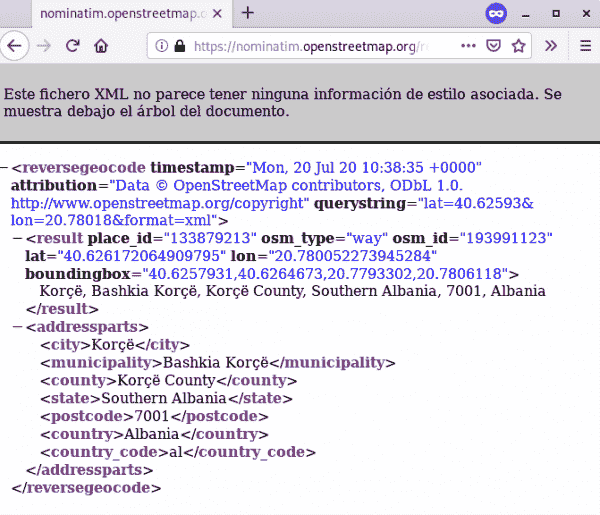 nominatim.openstreetmap.org/
https://nominatim.openstreetmap.org/re
Este fichero XML no parece tener ninguna información de estilo asociada. Se
muestra debajo el árbol del documento.
−<reversegeocode timestamp="Mon, 20 Jul 20 10:38:35 +0000"
attribution="Data © OpenStreetMap contributors, ODbL 1.0.
http://www.openstreetmap.org/copyright" querystring="lat=40.62593&
lon=20.78018&format=xml">
−<result place_id="133879213" osm_type="way" osm_id="193991123"
lat="40.626172064909795" lon="20.780052273945284"
boundingbox="40.6257931,40.6264673,20.7793302,20.7806118">
Korçë, Bashkia Korçë, Korçë County, Southern Albania, 7001, Albania
</result>
−<addressparts>
<city>Korçë</city>
<municipality>Bashkia Korçë</municipality>
<county>Korçë County</county>
<state>Southern Albania</state>
<postcode>7001</postcode>
<country>Albania</country>
<country_code>al</country_code>
</addressparts>
</reversegeocode>